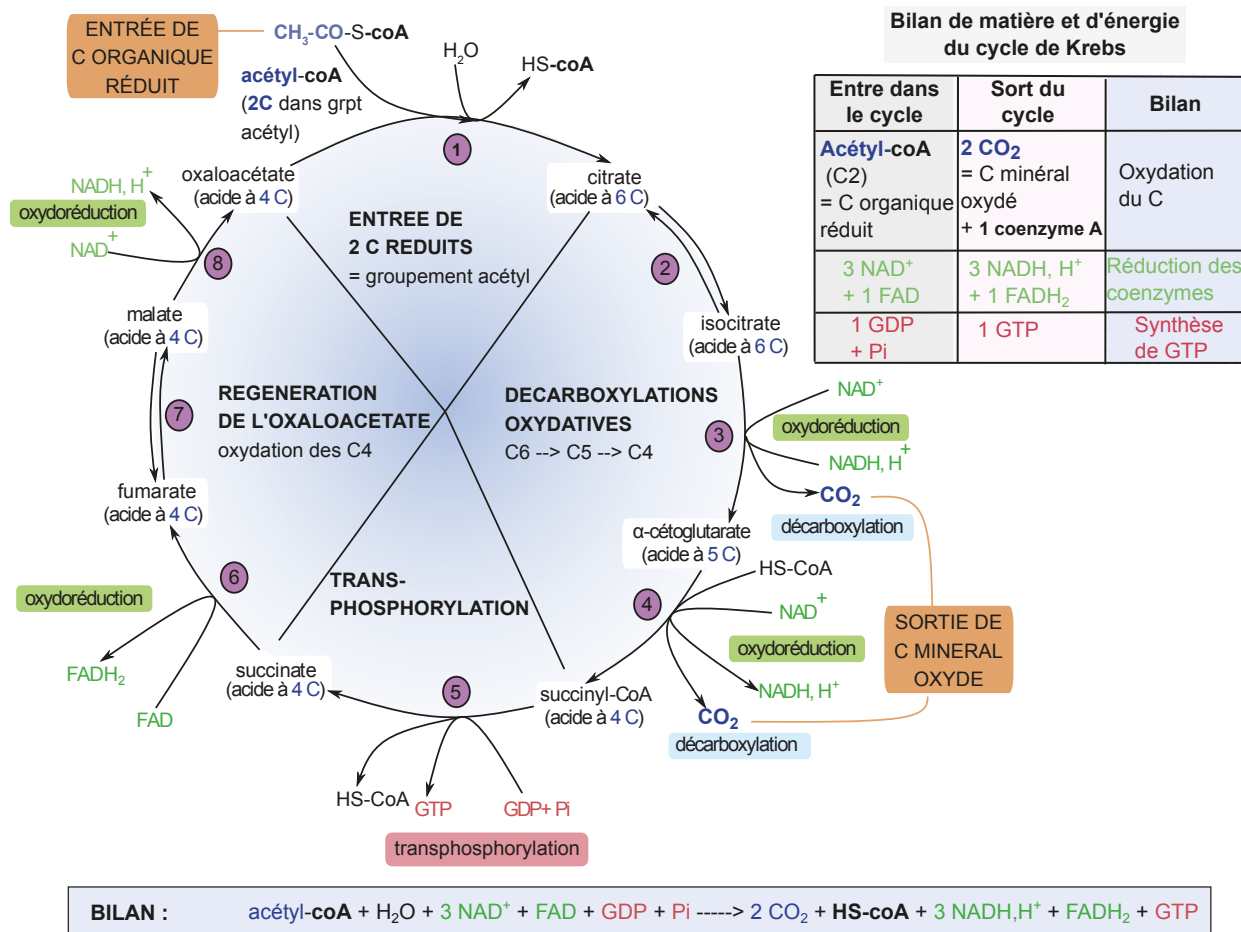 ENTRÉE DE
C ORGANIQUE
RÉDUIT
CH₃-CO-S-coA
acétyl-coA
(2C dans grpt
acétyl)
H₂O
HS-coA
1
oxaloacétate
(acide à 4 C)
citrate
(acide à 6 C)
ENTREE DE
2 C REDUITS
= groupement acétyl
2
isocitrate
(acide à 6 C)
NAD⁺
oxydoréduction
NADH, H⁺
3
CO₂
décarboxylation
DECARBOXYLATIONS
OXYDATIVES
C6 --> C5 --> C4
α-cétoglutarate
(acide à 5 C)
HS-CoA
4
NAD⁺
oxydoréduction
NADH, H⁺
CO₂
décarboxylation
SORTIE DE
C MINERAL
OXYDE
succinyl-CoA
(acide à 4 C)
TRANS-
PHOSPHORYLATION
5
HS-CoA
GTP
GDP+ Pi
transphosphorylation
succinate
(acide à 4 C)
6
oxydoréduction
FADH₂
FAD
fumarate
(acide à 4 C)
7
REGENERATION
DE L'OXALOACETATE
oxydation des C4
malate
(acide à 4 C)
8
NADH, H⁺
oxydoréduction
NAD⁺
Bilan de matière et d'énergie
du cycle de Krebs
Entre dans
le cycle
Sort du
cycle
Bilan
Acétyl-coA
(C2)
= C organique
réduit
2 CO₂
= C minéral
oxydé
+ 1 coenzyme A
Oxydation
du C
3 NAD⁺
+ 1 FAD
3 NADH, H⁺
+ 1 FADH₂
Réduction des
coenzymes
1 GDP
+ Pi
1 GTP
Synthèse
de GTP
BILAN : acétyl-coA + H₂O + 3 NAD⁺ + FAD + GDP + Pi -----> 2 CO₂ + HS-coA + 3 NADH,H⁺ + FADH₂ + GTP